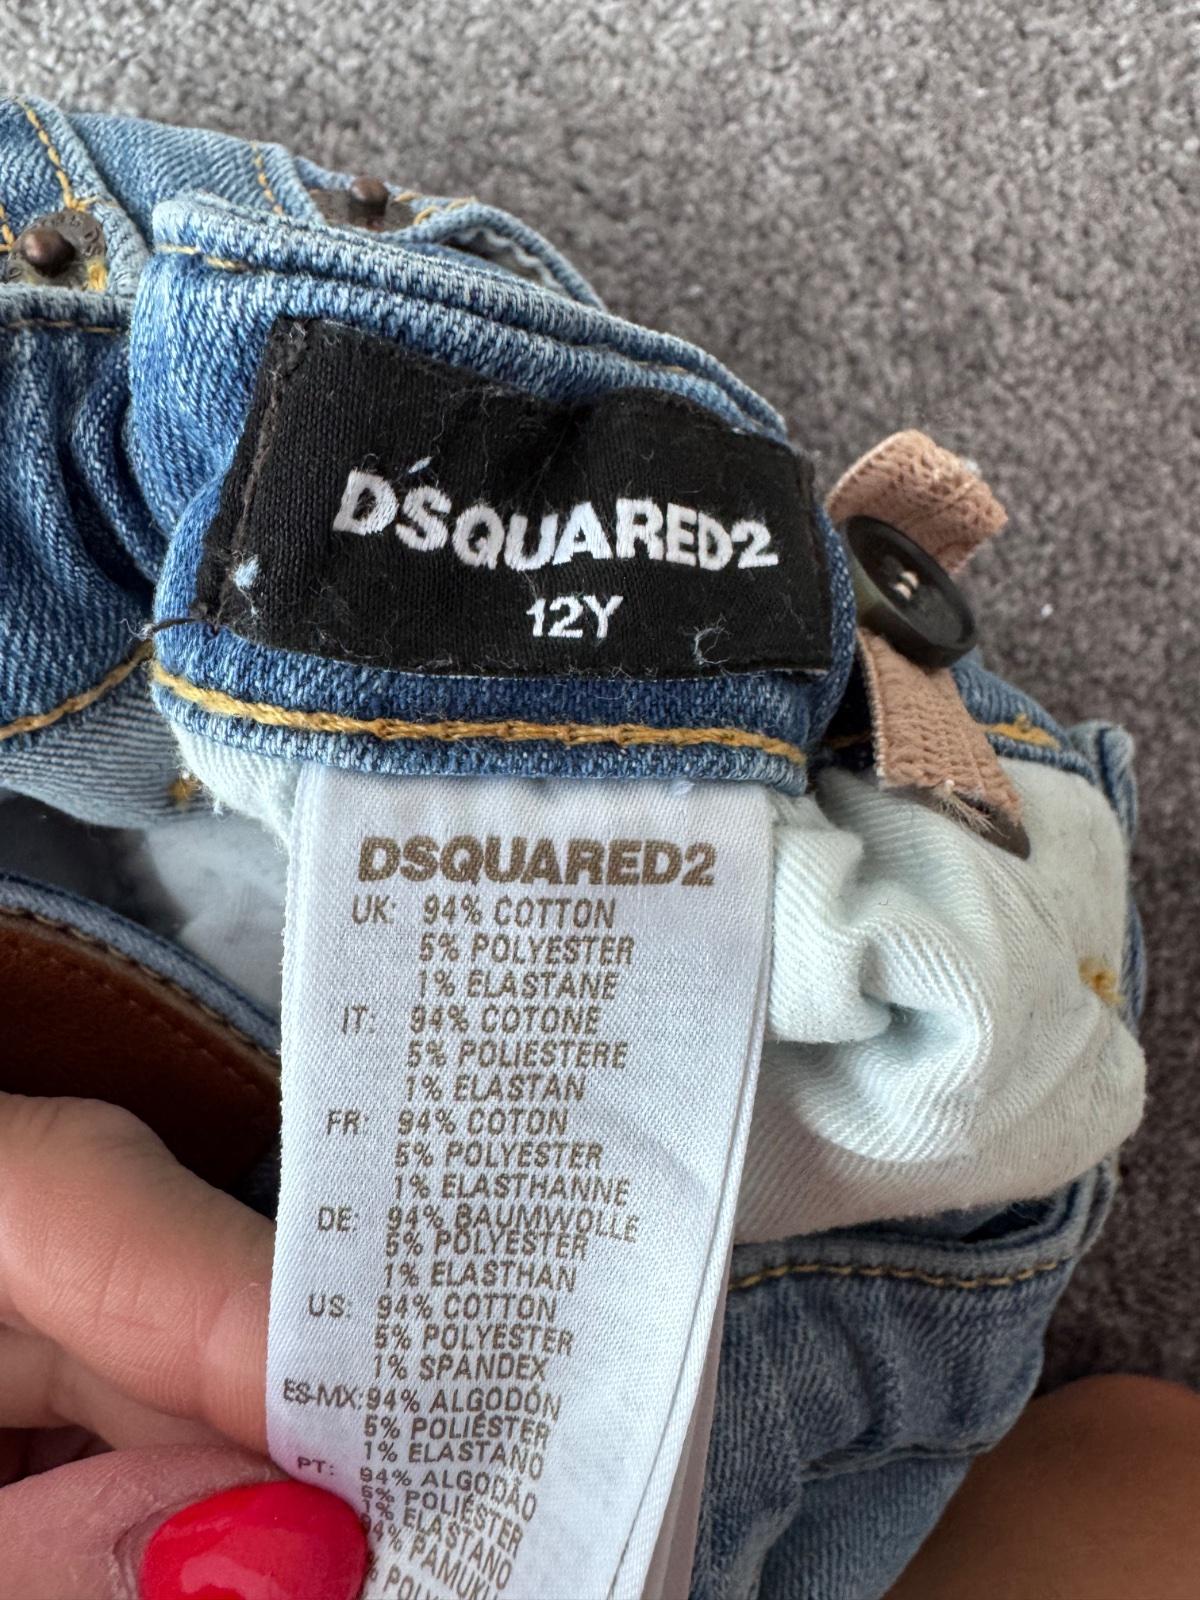 DSQUARED2
12Y
DSQUARED2
UK: 94% COTTON
5% POLYESTER
1% ELASTANE
IT: 94% COTONE
5% POLIESTERE
1% ELASTAN
FR: 94% COTON
5% POLYESTER
1% ELASTHANNE
DE: 94% BAUMWOLLE
5% POLYESTER
1% ELASTHAN
US: 94% COTTON
5% POLYESTER
1% SPANDEX
ES-MX: 94% ALGODÓN
5% POLIÉSTER
1% ELASTANO
PT: 94% ALGODÃO
5% POLIÉSTER
1% ELASTANO
94% PAMUKLU